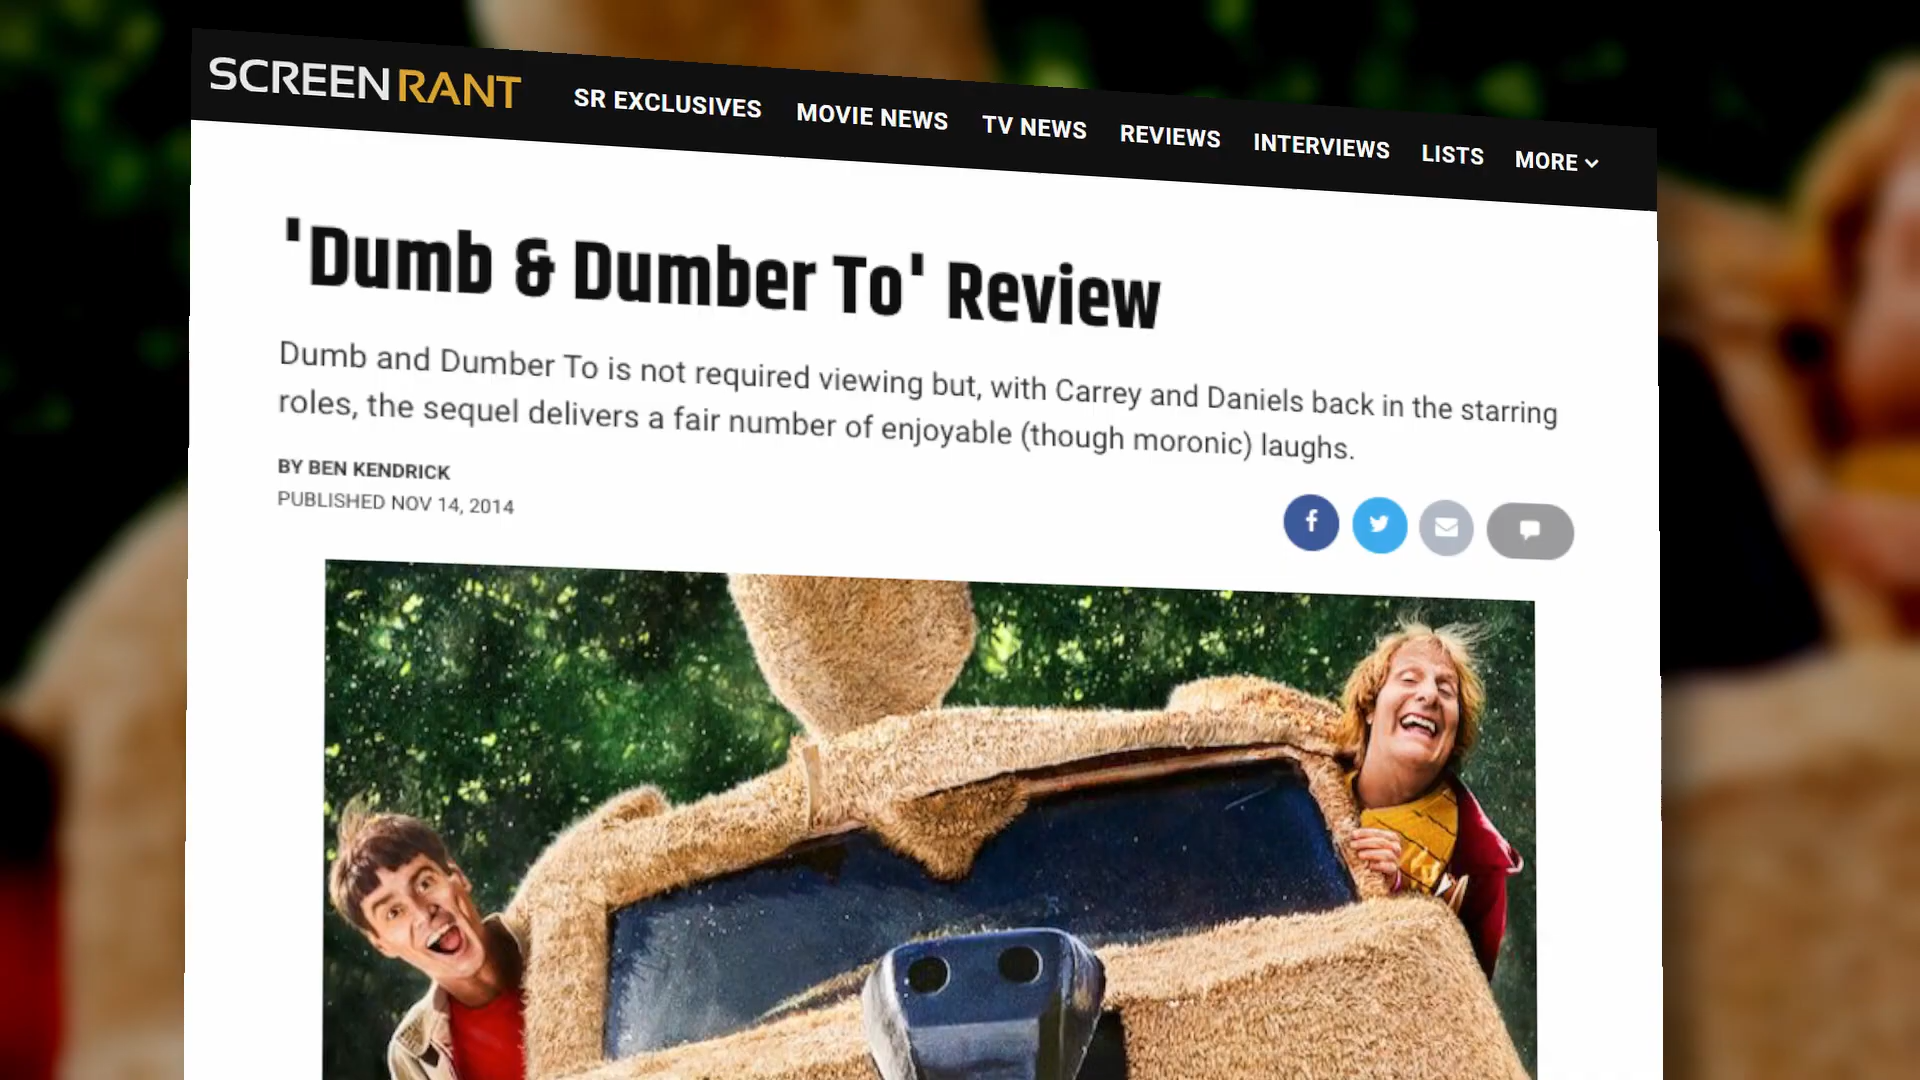 SCREENRANT SR EXCLUSIVES MOVIE NEWS TV NEWS REVIEWS INTERVIEWS LISTS MORE
'Dumb & Dumber To' Review
Dumb and Dumber To is not required viewing but, with Carrey and Daniels back in the starring
roles, the sequel delivers a fair number of enjoyable (though moronic) laughs.
BY BEN KENDRICK
PUBLISHED NOV 14, 2014